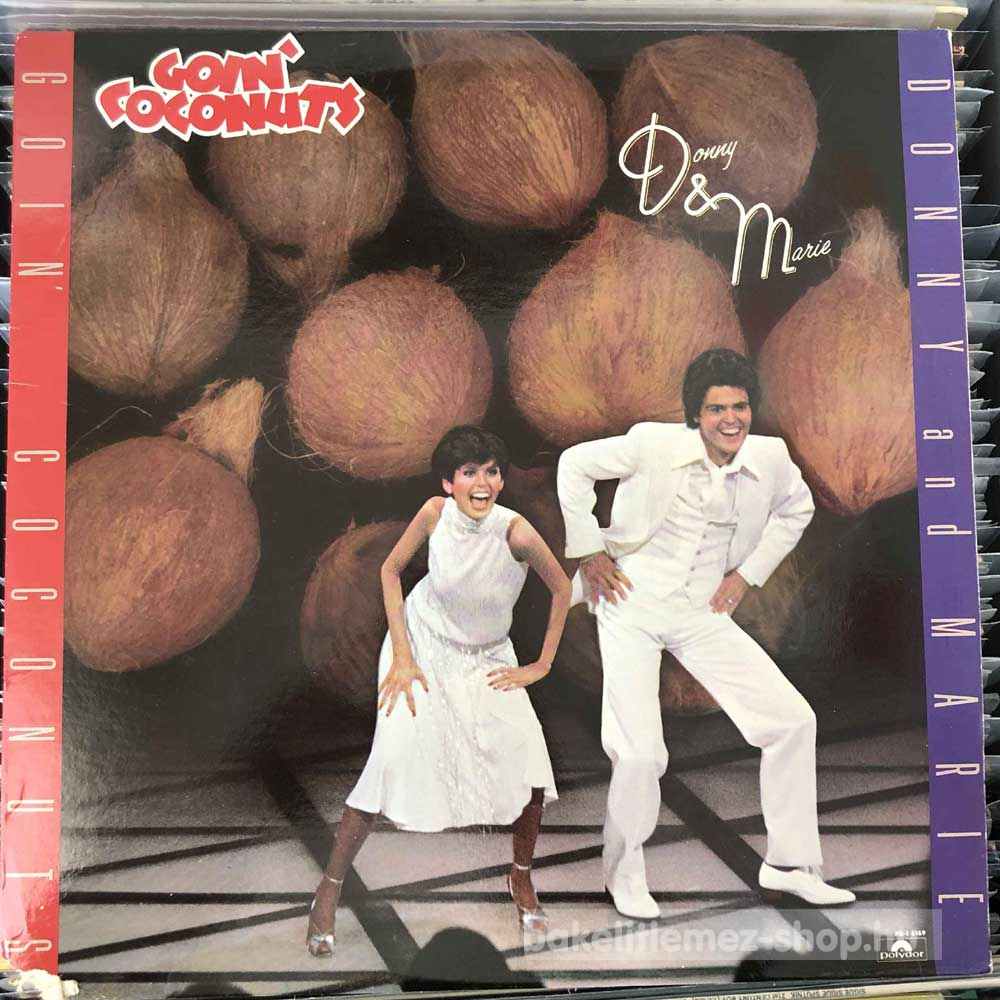 GOIN'
COCONUTS
Donny
&
Marie
GOIN' COCONUTS
DONNY and MARIE
bakelitlemez-shop.hu
polydor